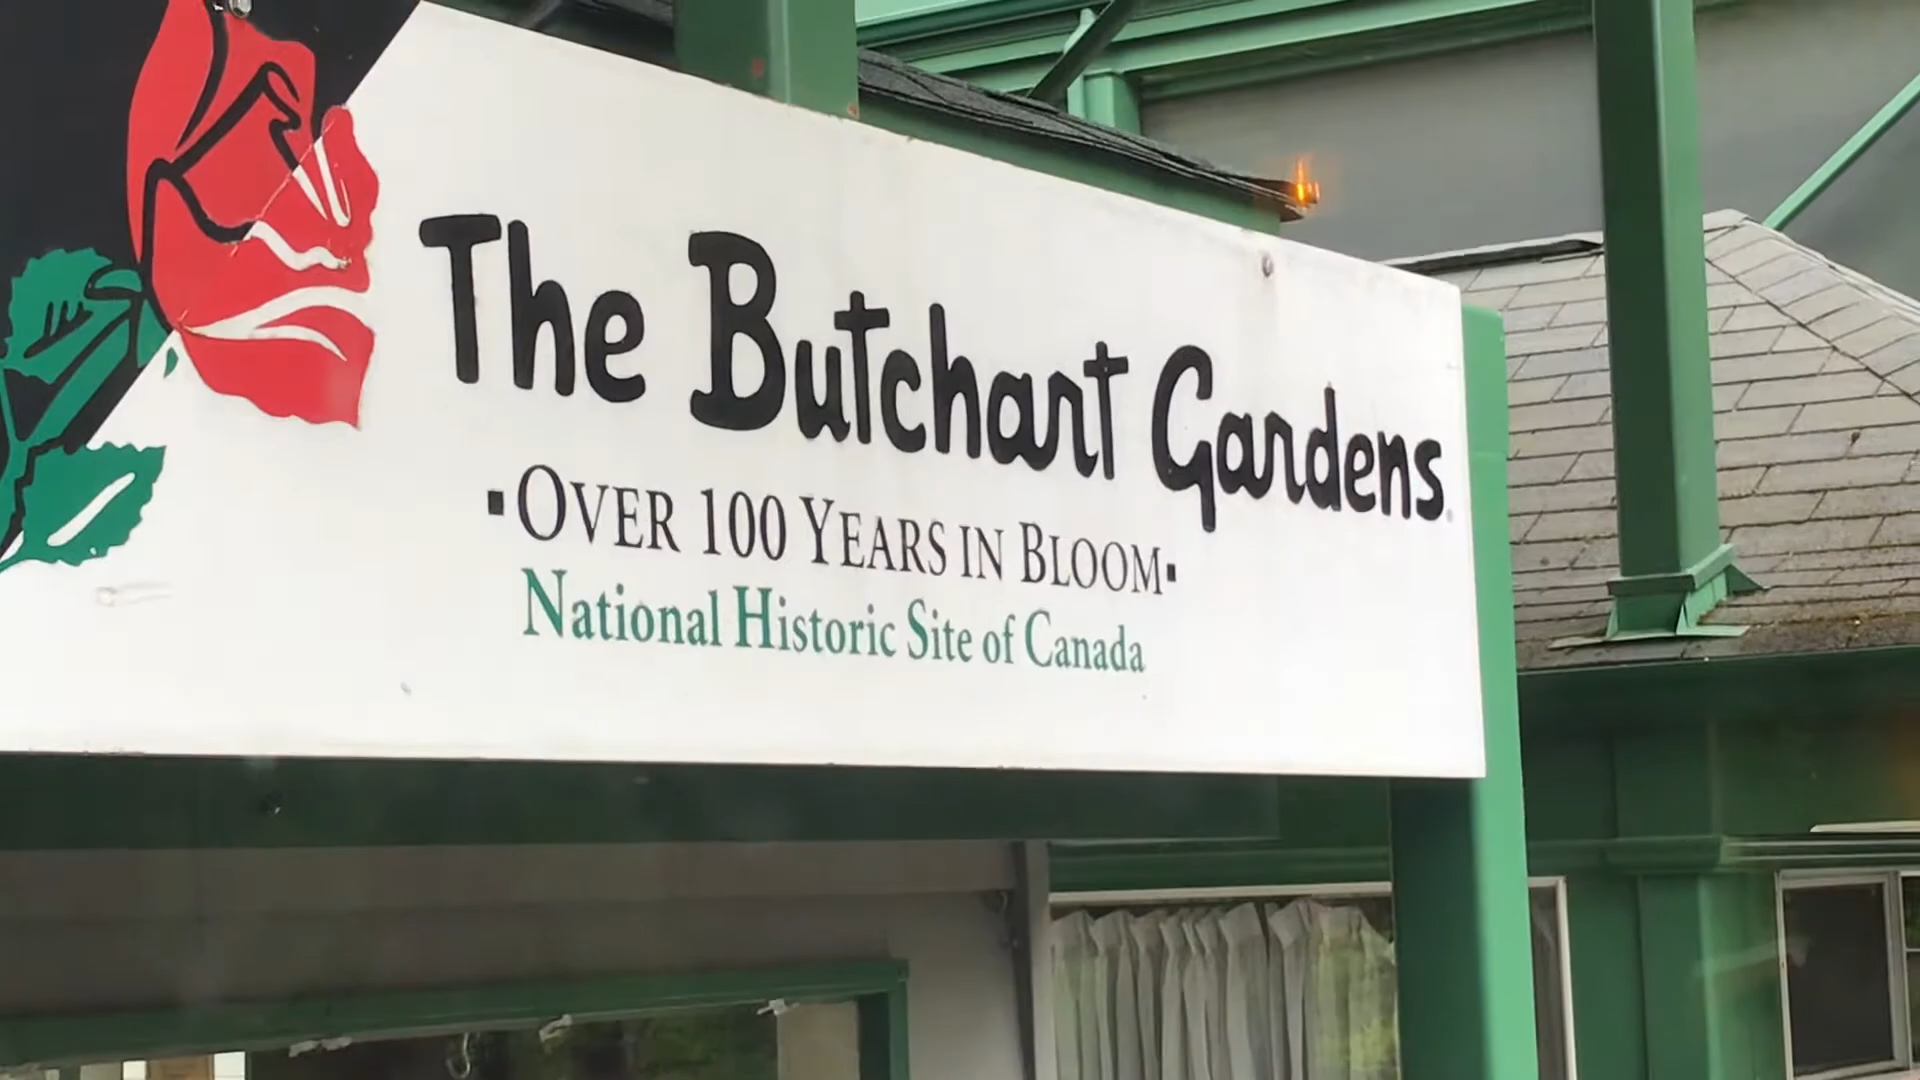 The Butchart Gardens
▪OVER 100 YEARS IN BLOOM▪
National Historic Site of Canada